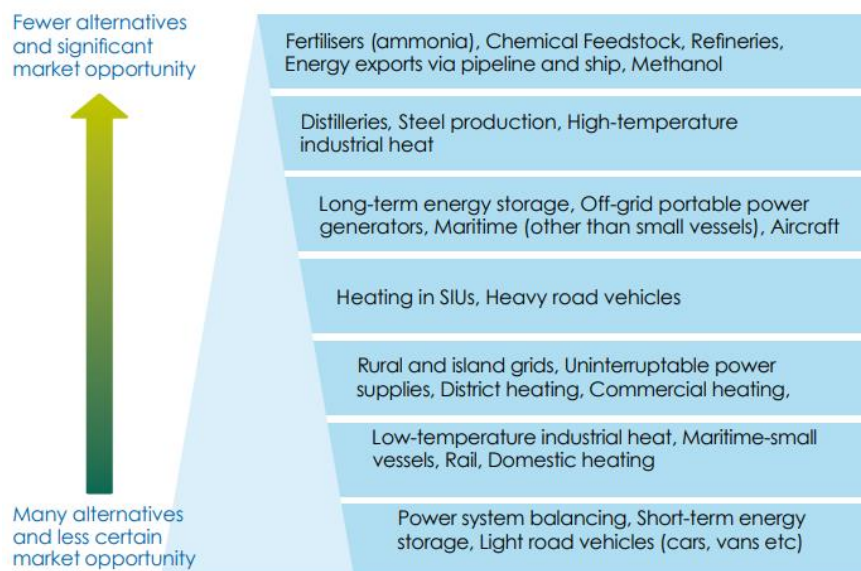 Fewer alternatives
and significant
market opportunity
Fertilisers (ammonia), Chemical Feedstock, Refineries,
Energy exports via pipeline and ship, Methanol
Distilleries, Steel production, High-temperature
industrial heat
Long-term energy storage, Off-grid portable power
generators, Maritime (other than small vessels), Aircraft
Heating in SIUs, Heavy road vehicles
Rural and island grids, Uninterruptable power
supplies, District heating, Commercial heating,
Low-temperature industrial heat, Maritime-small
vessels, Rail, Domestic heating
Many alternatives
and less certain
market opportunity
Power system balancing, Short-term energy
storage, Light road vehicles (cars, vans etc)